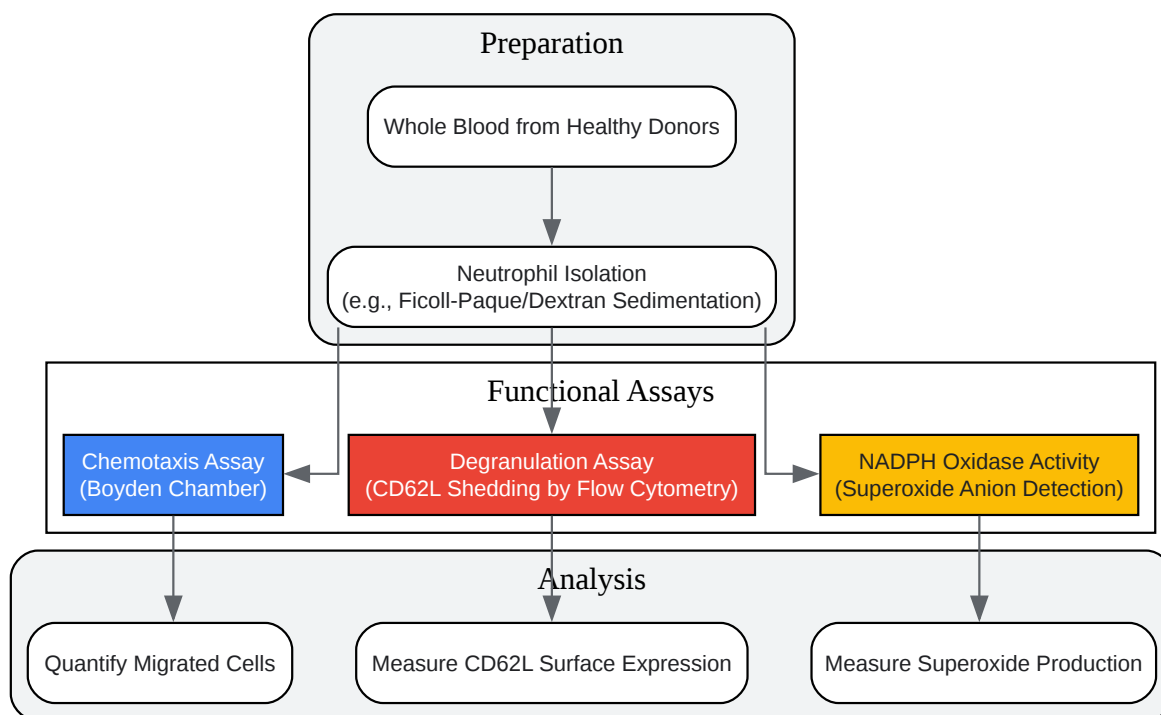 Preparation
Whole Blood from Healthy Donors
Neutrophil Isolation
(e.g., Ficoll-Paque/Dextran Sedimentation)
Functional Assays
Chemotaxis Assay
(Boyden Chamber)
Degranulation Assay
(CD62L Shedding by Flow Cytometry)
NADPH Oxidase Activity
(Superoxide Anion Detection)
Analysis
Quantify Migrated Cells
Measure CD62L Surface Expression
Measure Superoxide Production